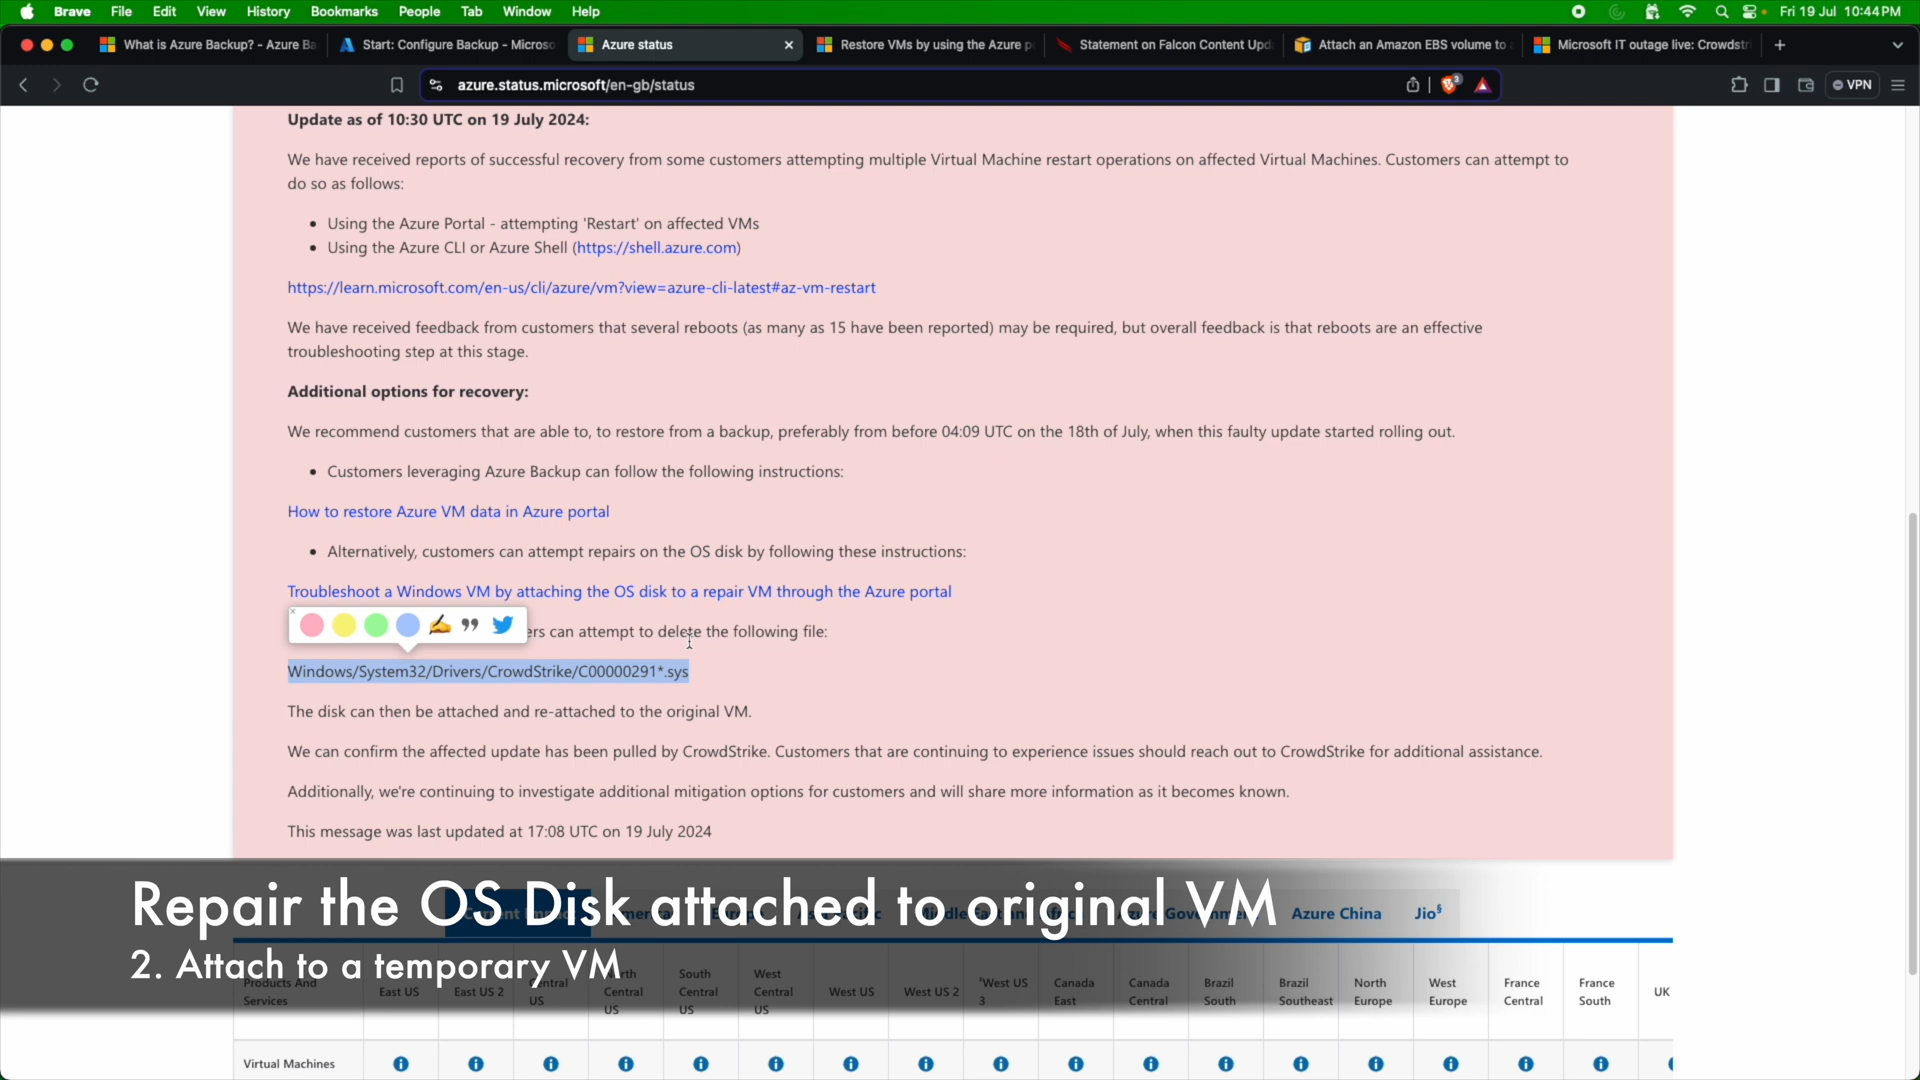 Brave File Edit View History Bookmarks People Tab Window Help Fri 19 Jul 10:44 PM
What is Azure Backup? - Azure Ba Start: Configure Backup - Microso Azure status Restore VMs by using the Azure p Statement on Falcon Content Upd Attach an Amazon EBS volume to Microsoft IT outage live: Crowdstr
azure.status.microsoft/en-gb/status 3 VPN
Update as of 10:30 UTC on 19 July 2024:
We have received reports of successful recovery from some customers attempting multiple Virtual Machine restart operations on affected Virtual Machines. Customers can attempt to
do so as follows:
• Using the Azure Portal - attempting 'Restart' on affected VMs
• Using the Azure CLI or Azure Shell (https://shell.azure.com)
https://learn.microsoft.com/en-us/cli/azure/vm?view=azure-cli-latest#az-vm-restart
We have received feedback from customers that several reboots (as many as 15 have been reported) may be required, but overall feedback is that reboots are an effective
troubleshooting step at this stage.
Additional options for recovery:
We recommend customers that are able to, to restore from a backup, preferably from before 04:09 UTC on the 18th of July, when this faulty update started rolling out.
• Customers leveraging Azure Backup can follow the following instructions:
How to restore Azure VM data in Azure portal
• Alternatively, customers can attempt repairs on the OS disk by following these instructions:
Troubleshoot a Windows VM by attaching the OS disk to a repair VM through the Azure portal
ers can attempt to delete the following file:
Windows/System32/Drivers/CrowdStrike/C00000291*.sys
The disk can then be attached and re-attached to the original VM.
We can confirm the affected update has been pulled by CrowdStrike. Customers that are continuing to experience issues should reach out to CrowdStrike for additional assistance.
Additionally, we're continuing to investigate additional mitigation options for customers and will share more information as it becomes known.
This message was last updated at 17:08 UTC on 19 July 2024
Repair the OS Disk attached to original VM
Azure China Jio§
2. Attach to a temporary VM
Products And Services East US East US 2 Central US North Central US South Central US West Central US West US West US 2 *West US 3 Canada East Canada Central Brazil South Brazil Southeast North Europe West Europe France Central France South UK
Virtual Machines